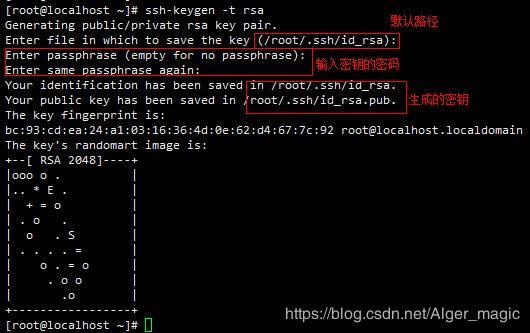 [root@localhost ~]# ssh-keygen -t rsa
Generating public/private rsa key pair.
默认路径
Enter file in which to save the key (/root/.ssh/id_rsa):
Enter passphrase (empty for no passphrase):
输入密钥的密码
Enter same passphrase again:
Your identification has been saved in /root/.ssh/id_rsa.
Your public key has been saved in /root/.ssh/id_rsa.pub.
生成的密钥
The key fingerprint is:
bc:93:cd:ea:24:a1:03:16:36:4d:0e:62:d4:67:7c:92 root@localhost.localdomain
The key's randomart image is:
+--[ RSA 2048]----+
|ooo o .          |
|.. * E .         |
|  + = o          |
| . o   .         |
|  o   . S        |
| . . . . =       |
|    o . = o      |
|     . o o       |
|       .o        |
+-----------------+
[root@localhost ~]#
https://blog.csdn.net/Alger_magic